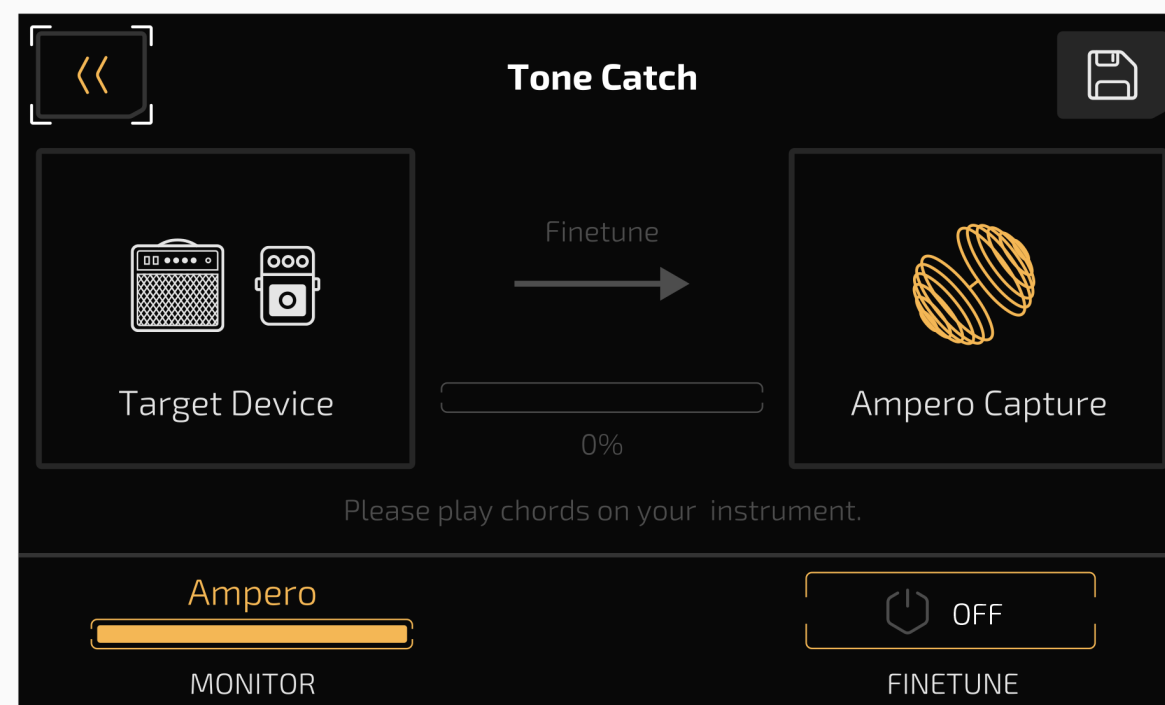 Tone Catch
Finetune
Target Device
Ampero Capture
0%
Please play chords on your instrument.
Ampero
OFF
MONITOR
FINETUNE